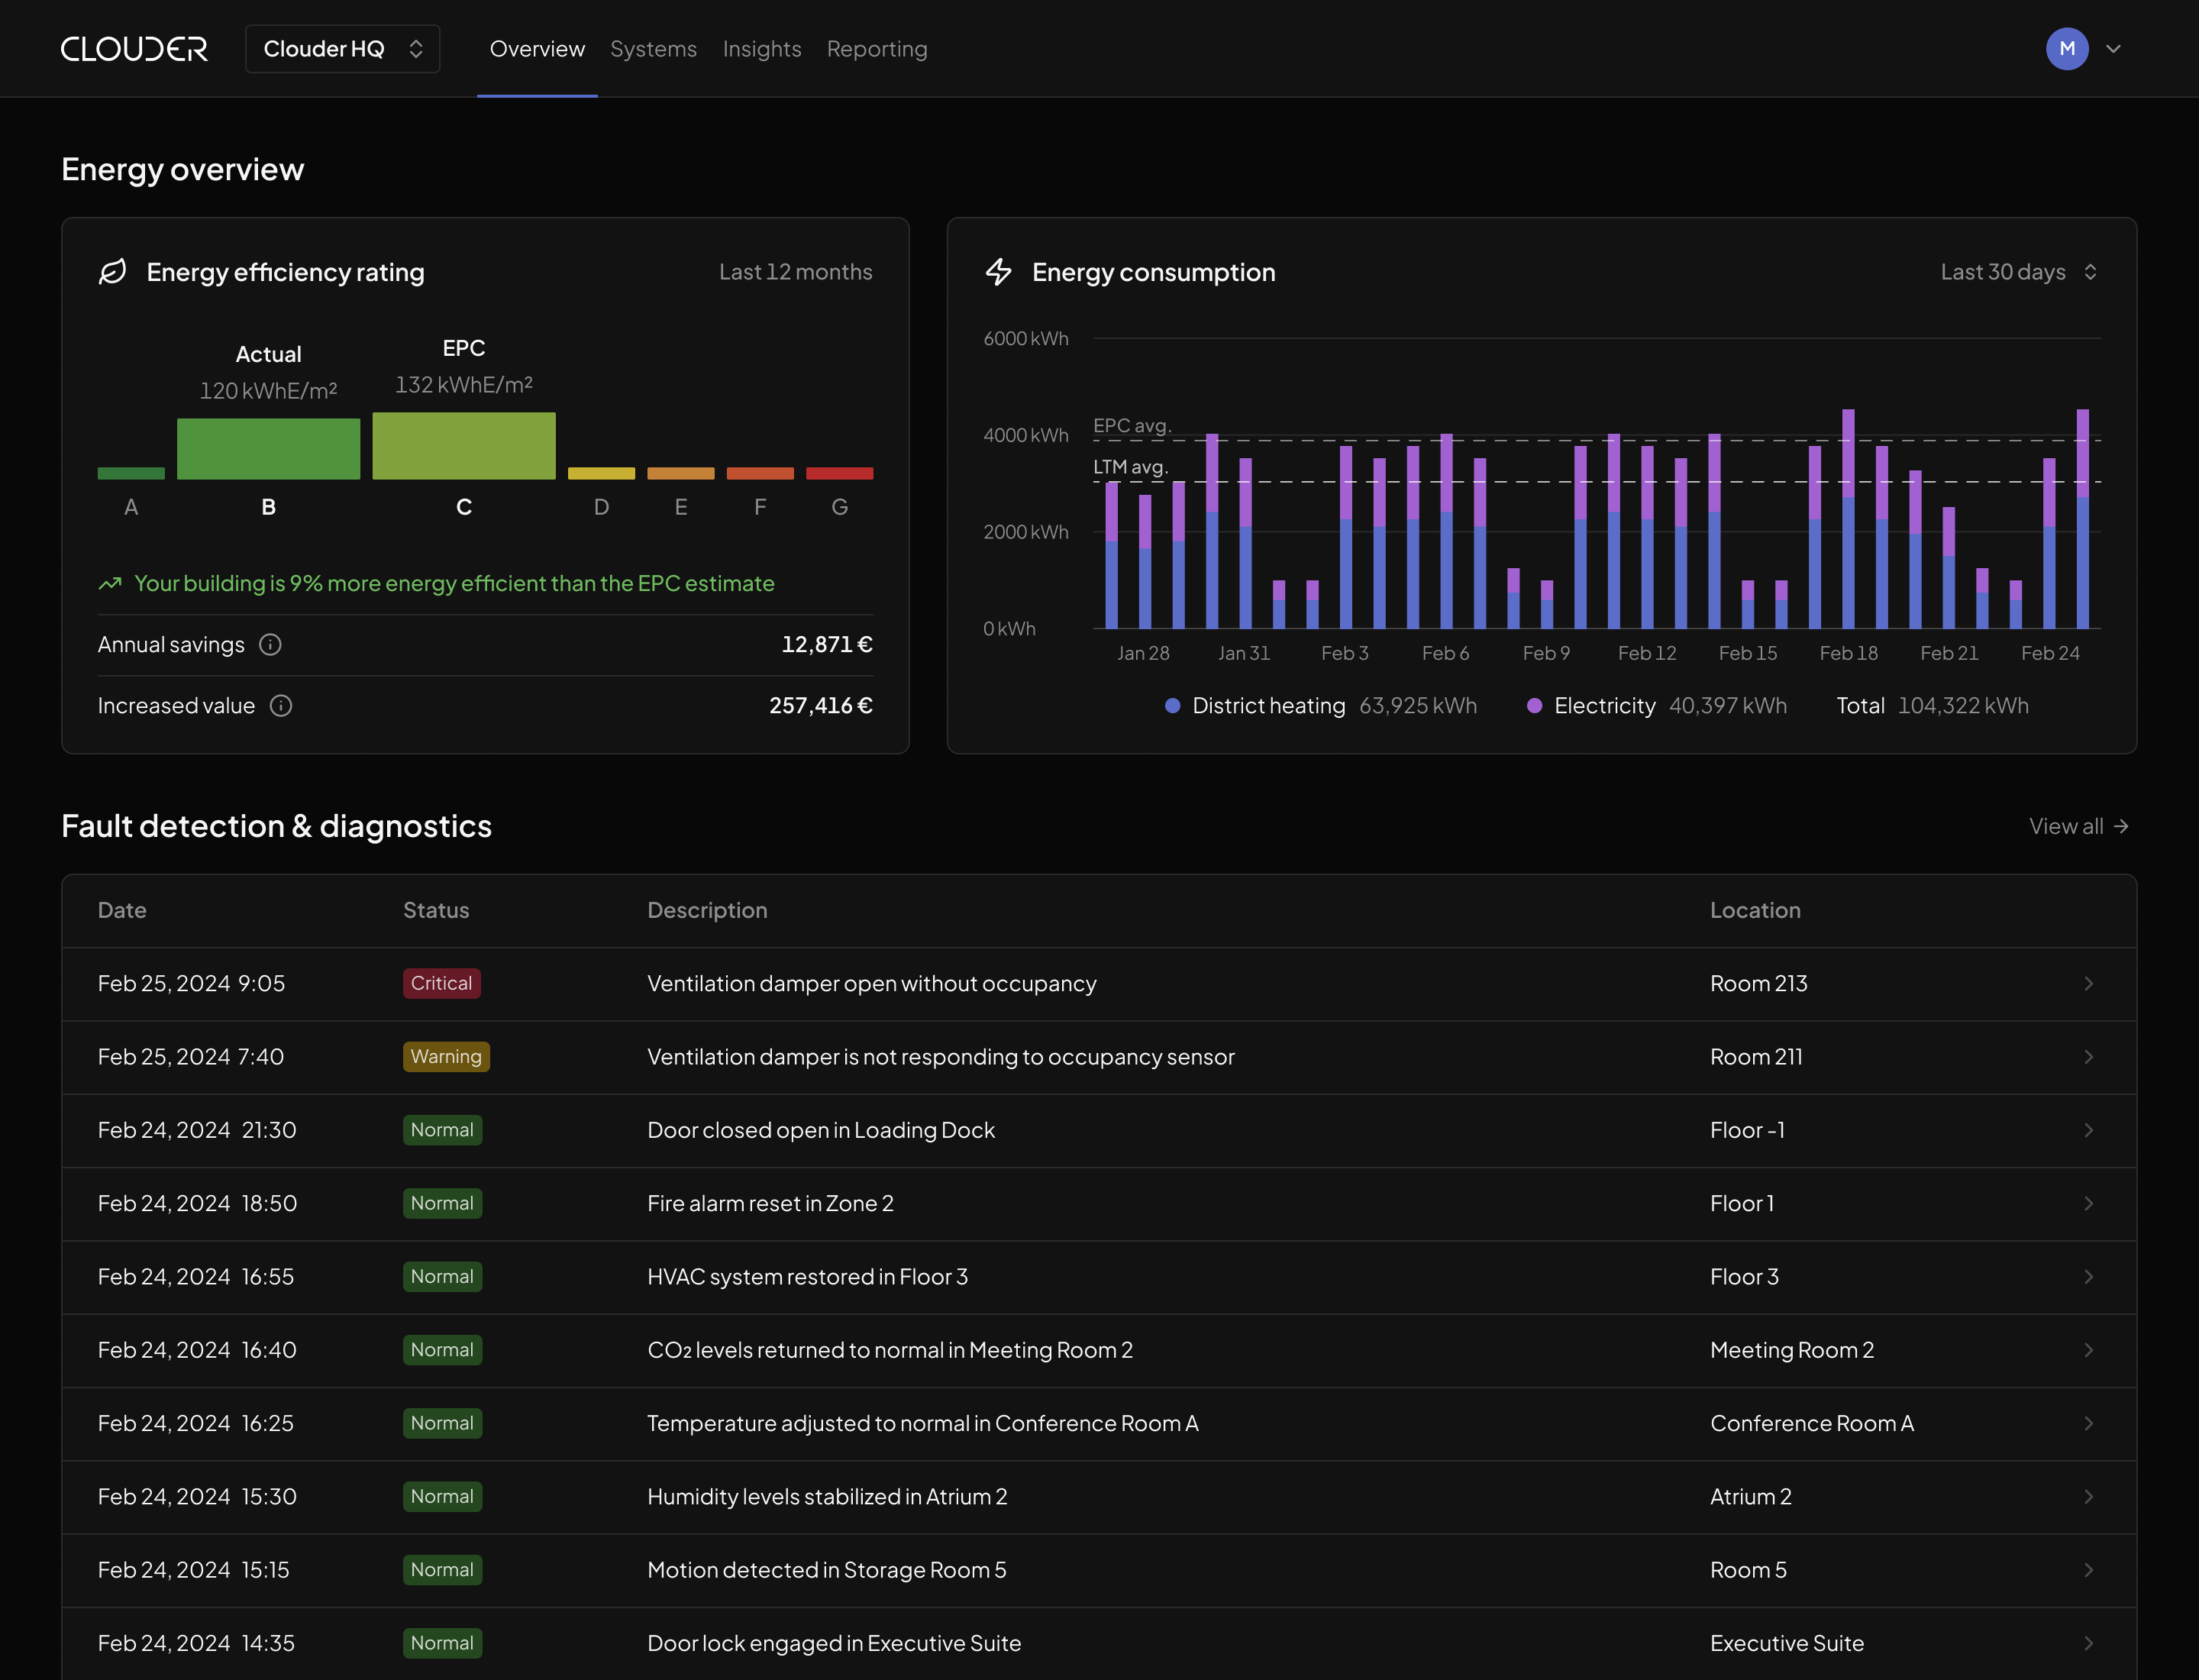 CLOUDER Clouder HQ Overview Systems Insights Reporting M
Energy overview
Energy efficiency rating Last 12 months
Actual
120 kWhE/m²
EPC
132 kWhE/m²
A B C D E F G
Your building is 9% more energy efficient than the EPC estimate
Annual savings 12,871 €
Increased value 257,416 €
Energy consumption Last 30 days
6000 kWh
EPC avg.
4000 kWh
LTM avg.
2000 kWh
0 kWh
Jan 28 Jan 31 Feb 3 Feb 6 Feb 9 Feb 12 Feb 15 Feb 18 Feb 21 Feb 24
District heating 63,925 kWh Electricity 40,397 kWh Total 104,322 kWh
Fault detection & diagnostics View all
Date Status Description Location
Feb 25, 2024 9:05 Critical Ventilation damper open without occupancy Room 213
Feb 25, 2024 7:40 Warning Ventilation damper is not responding to occupancy sensor Room 211
Feb 24, 2024 21:30 Normal Door closed open in Loading Dock Floor -1
Feb 24, 2024 18:50 Normal Fire alarm reset in Zone 2 Floor 1
Feb 24, 2024 16:55 Normal HVAC system restored in Floor 3 Floor 3
Feb 24, 2024 16:40 Normal CO₂ levels returned to normal in Meeting Room 2 Meeting Room 2
Feb 24, 2024 16:25 Normal Temperature adjusted to normal in Conference Room A Conference Room A
Feb 24, 2024 15:30 Normal Humidity levels stabilized in Atrium 2 Atrium 2
Feb 24, 2024 15:15 Normal Motion detected in Storage Room 5 Room 5
Feb 24, 2024 14:35 Normal Door lock engaged in Executive Suite Executive Suite